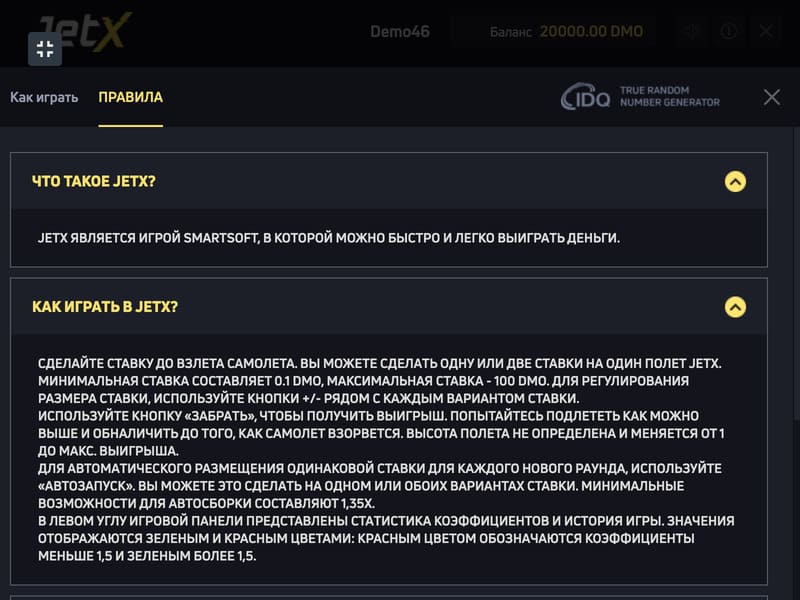 JetX
Demo46
Баланс 20000.00 DMO
Как играть ПРАВИЛА
IDQ TRUE RANDOM
NUMBER GENERATOR
ЧТО ТАКОЕ JETX?
JETX ЯВЛЯЕТСЯ ИГРОЙ SMARTSOFT, В КОТОРОЙ МОЖНО БЫСТРО И ЛЕГКО ВЫИГРАТЬ ДЕНЬГИ.
КАК ИГРАТЬ В JETX?
СДЕЛАЙТЕ СТАВКУ ДО ВЗЛЕТА САМОЛЕТА. ВЫ МОЖЕТЕ СДЕЛАТЬ ОДНУ ИЛИ ДВЕ СТАВКИ НА ОДИН ПОЛЕТ JETX.
МИНИМАЛЬНАЯ СТАВКА СОСТАВЛЯЕТ 0.1 DMO, МАКСИМАЛЬНАЯ СТАВКА - 100 DMO. ДЛЯ РЕГУЛИРОВАНИЯ
РАЗМЕРА СТАВКИ, ИСПОЛЬЗУЙТЕ КНОПКИ +/- РЯДОМ С КАЖДЫМ ВАРИАНТОМ СТАВКИ.
ИСПОЛЬЗУЙТЕ КНОПКУ «ЗАБРАТЬ», ЧТОБЫ ПОЛУЧИТЬ ВЫИГРЫШ. ПОПЫТАЙТЕСЬ ПОДЛЕТЕТЬ КАК МОЖНО
ВЫШЕ И ОБНАЛИЧИТЬ ДО ТОГО, КАК САМОЛЕТ ВЗОРВЕТСЯ. ВЫСОТА ПОЛЕТА НЕ ОПРЕДЕЛЕНА И МЕНЯЕТСЯ ОТ 1
ДО МАКС. ВЫИГРЫША.
ДЛЯ АВТОМАТИЧЕСКОГО РАЗМЕЩЕНИЯ ОДИНАКОВОЙ СТАВКИ ДЛЯ КАЖДОГО НОВОГО РАУНДА, ИСПОЛЬЗУЙТЕ
«АВТОЗАПУСК». ВЫ МОЖЕТЕ ЭТО СДЕЛАТЬ НА ОДНОМ ИЛИ ОБОИХ ВАРИАНТАХ СТАВКИ. МИНИМАЛЬНЫЕ
ВОЗМОЖНОСТИ ДЛЯ АВТОСБОРКИ СОСТАВЛЯЮТ 1,35X.
В ЛЕВОМ УГЛУ ИГРОВОЙ ПАНЕЛИ ПРЕДСТАВЛЕНЫ СТАТИСТИКА КОЭФФИЦИЕНТОВ И ИСТОРИЯ ИГРЫ. ЗНАЧЕНИЯ
ОТОБРАЖАЮТСЯ ЗЕЛЕНЫМ И КРАСНЫМ ЦВЕТАМИ: КРАСНЫМ ЦВЕТОМ ОБОЗНАЧАЮТСЯ КОЭФФИЦИЕНТЫ
МЕНЬШЕ 1,5 И ЗЕЛЕНЫМ БОЛЕЕ 1,5.